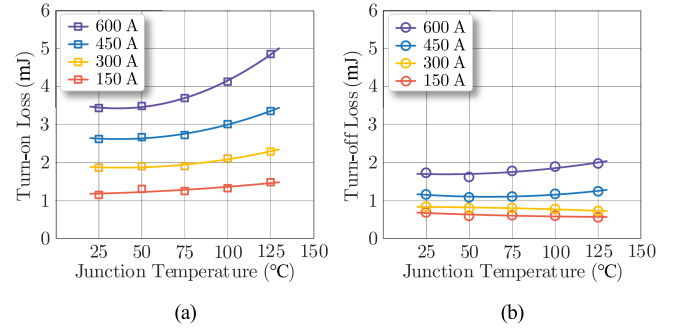 6
5
4
3
2
1
0
Turn-on Loss (mJ)
600 A
450 A
300 A
150 A
25 50 75 100 125 150
Junction Temperature (℃)
(a)
6
5
4
3
2
1
0
Turn-off Loss (mJ)
600 A
450 A
300 A
150 A
25 50 75 100 125 150
Junction Temperature (℃)
(b)